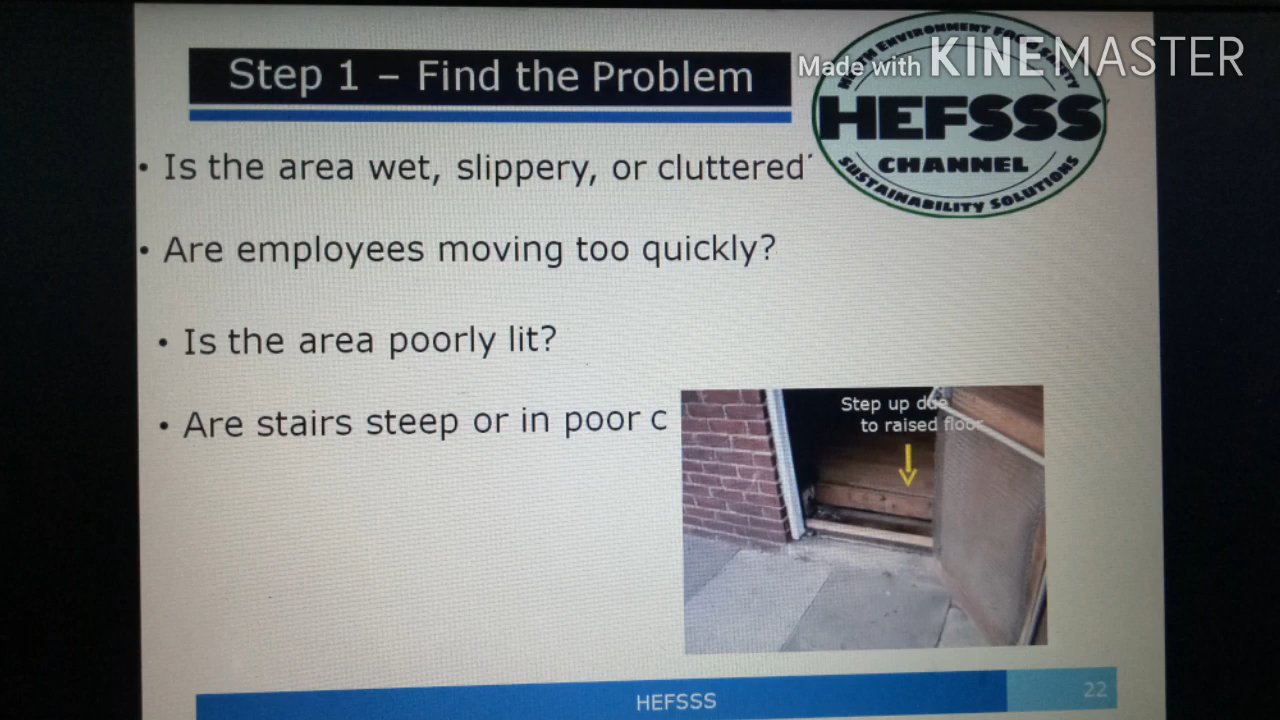 Step 1 – Find the Problem
Made with KINEMASTER
HEFSSS
CHANNEL
SUSTAINABILITY SOLUTIONS
• Is the area wet, slippery, or cluttered
• Are employees moving too quickly?
• Is the area poorly lit?
• Are stairs steep or in poor c
Step up due
to raised floor
HEFSSS
22